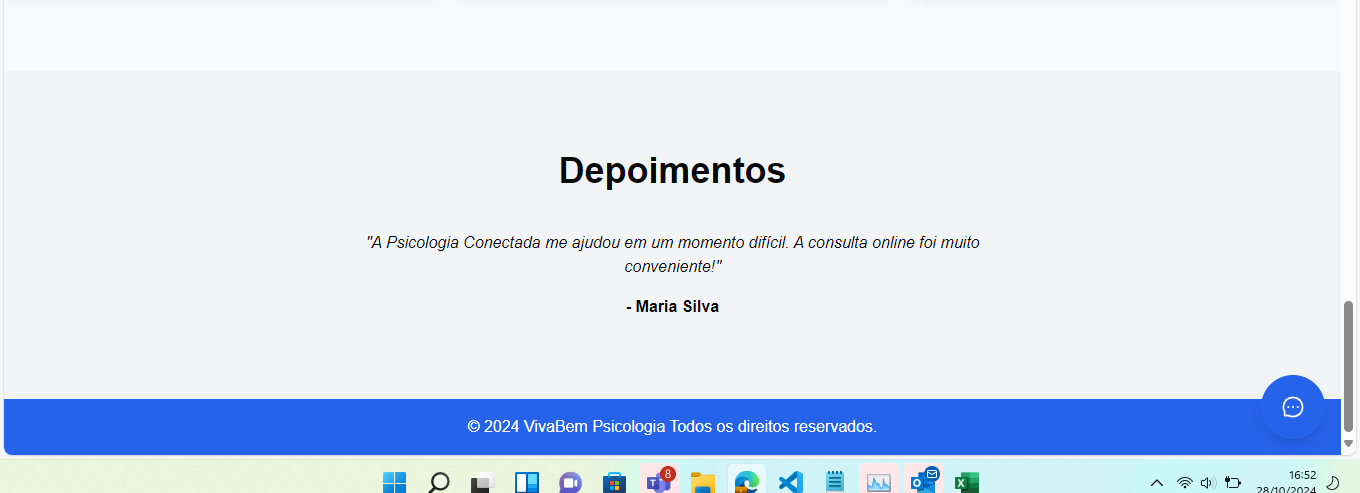 Depoimentos
"A Psicologia Conectada me ajudou em um momento difícil. A consulta online foi muito
conveniente!"
- Maria Silva
© 2024 VivaBem Psicologia Todos os direitos reservados.
8
16:52
28/10/2024